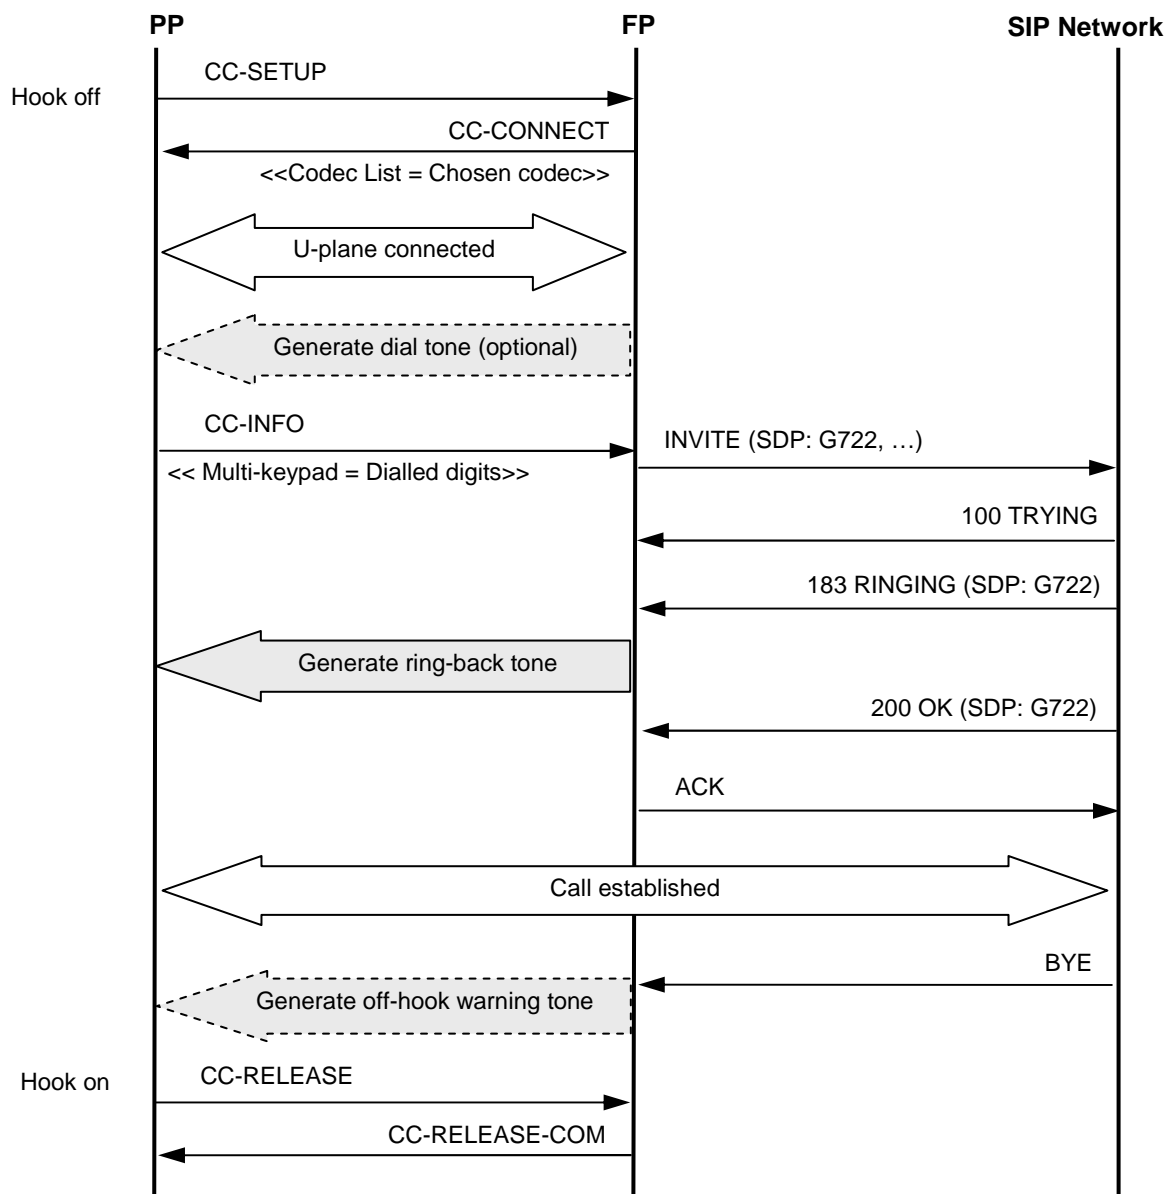 PP
FP
SIP Network
CC-SETUP
Hook off
CC-CONNECT
<<Codec List = Chosen codec>>
U-plane connected
Generate dial tone (optional)
CC-INFO
INVITE (SDP: G722, …)
<< Multi-keypad = Dialled digits>>
100 TRYING
183 RINGING (SDP: G722)
Generate ring-back tone
200 OK (SDP: G722)
ACK
Call established
BYE
Generate off-hook warning tone
Hook on
CC-RELEASE
CC-RELEASE-COM